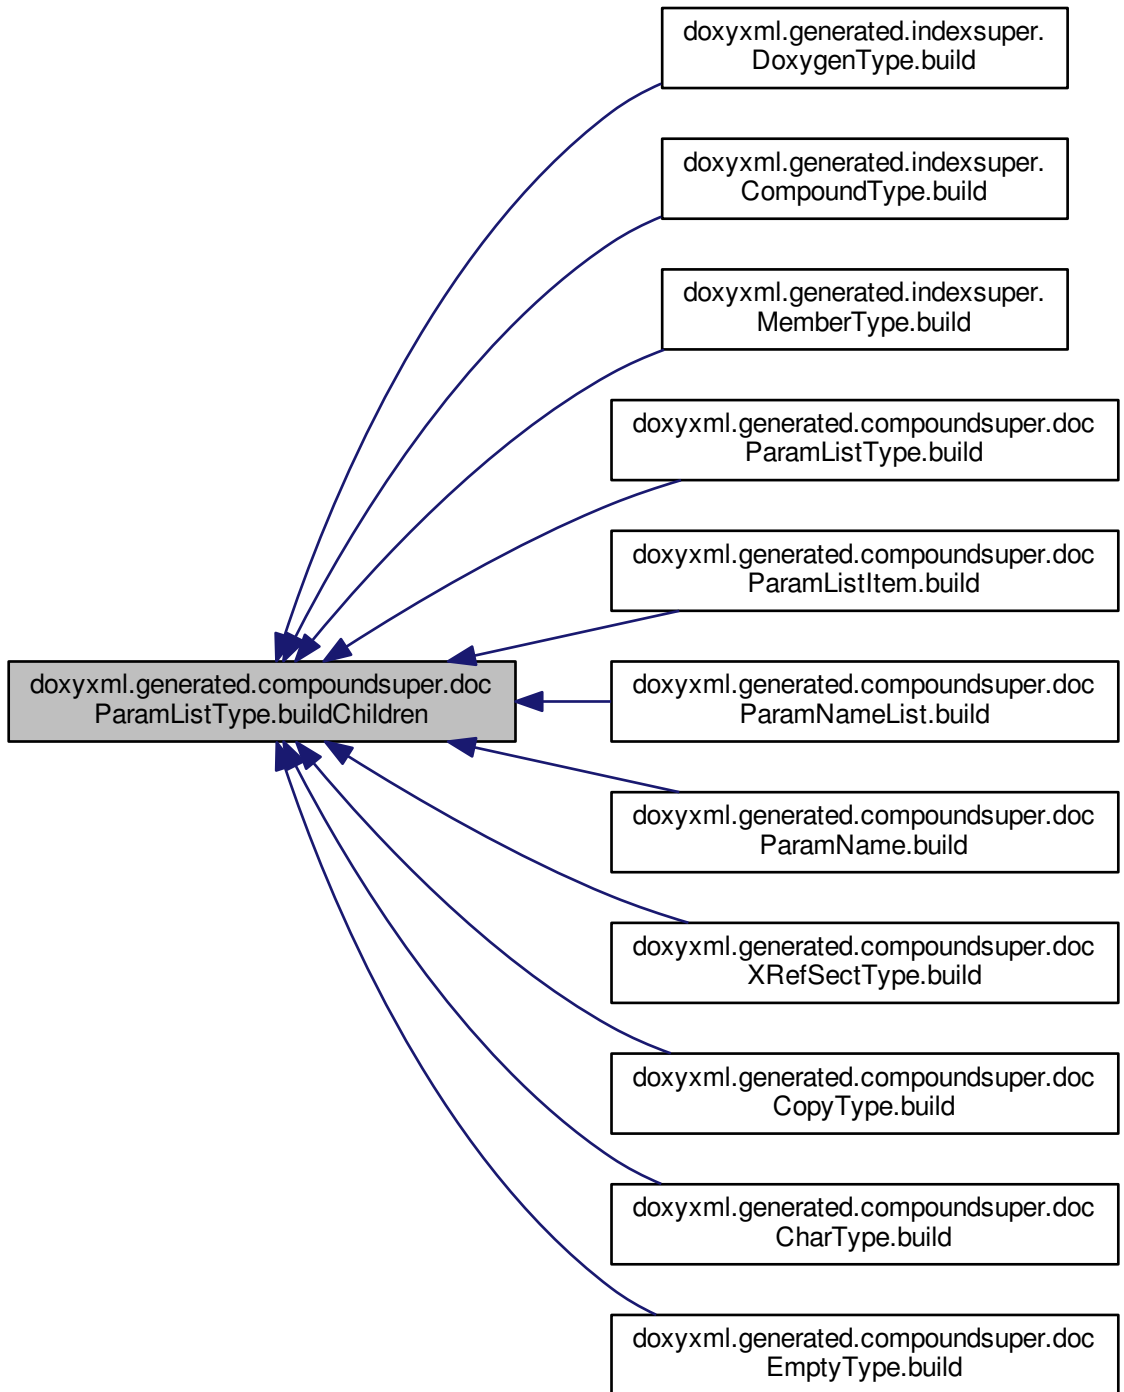 doxyxml.generated.indexsuper.
DoxygenType.build
doxyxml.generated.indexsuper.
CompoundType.build
doxyxml.generated.indexsuper.
MemberType.build
doxyxml.generated.compoundsuper.doc
ParamListType.build
doxyxml.generated.compoundsuper.doc
ParamListItem.build
doxyxml.generated.compoundsuper.doc
ParamListType.buildChildren
doxyxml.generated.compoundsuper.doc
ParamNameList.build
doxyxml.generated.compoundsuper.doc
ParamName.build
doxyxml.generated.compoundsuper.doc
XRefSectType.build
doxyxml.generated.compoundsuper.doc
CopyType.build
doxyxml.generated.compoundsuper.doc
CharType.build
doxyxml.generated.compoundsuper.doc
EmptyType.build